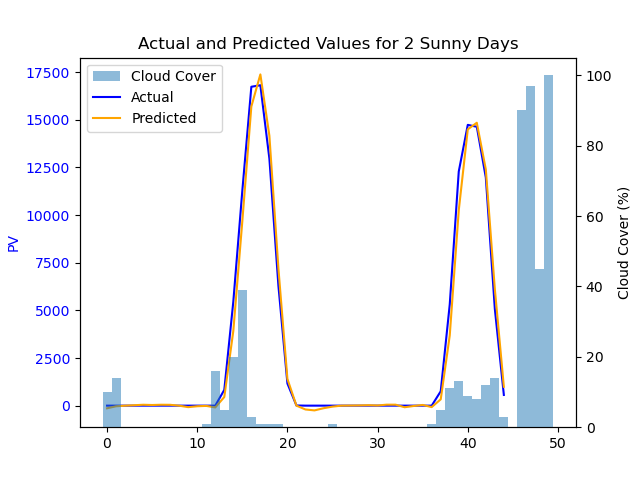 Actual and Predicted Values for 2 Sunny Days
Cloud Cover
Actual
Predicted
PV
17500
15000
12500
10000
7500
5000
2500
0
100
80
60
40
20
0
Cloud Cover (%)
0 10 20 30 40 50